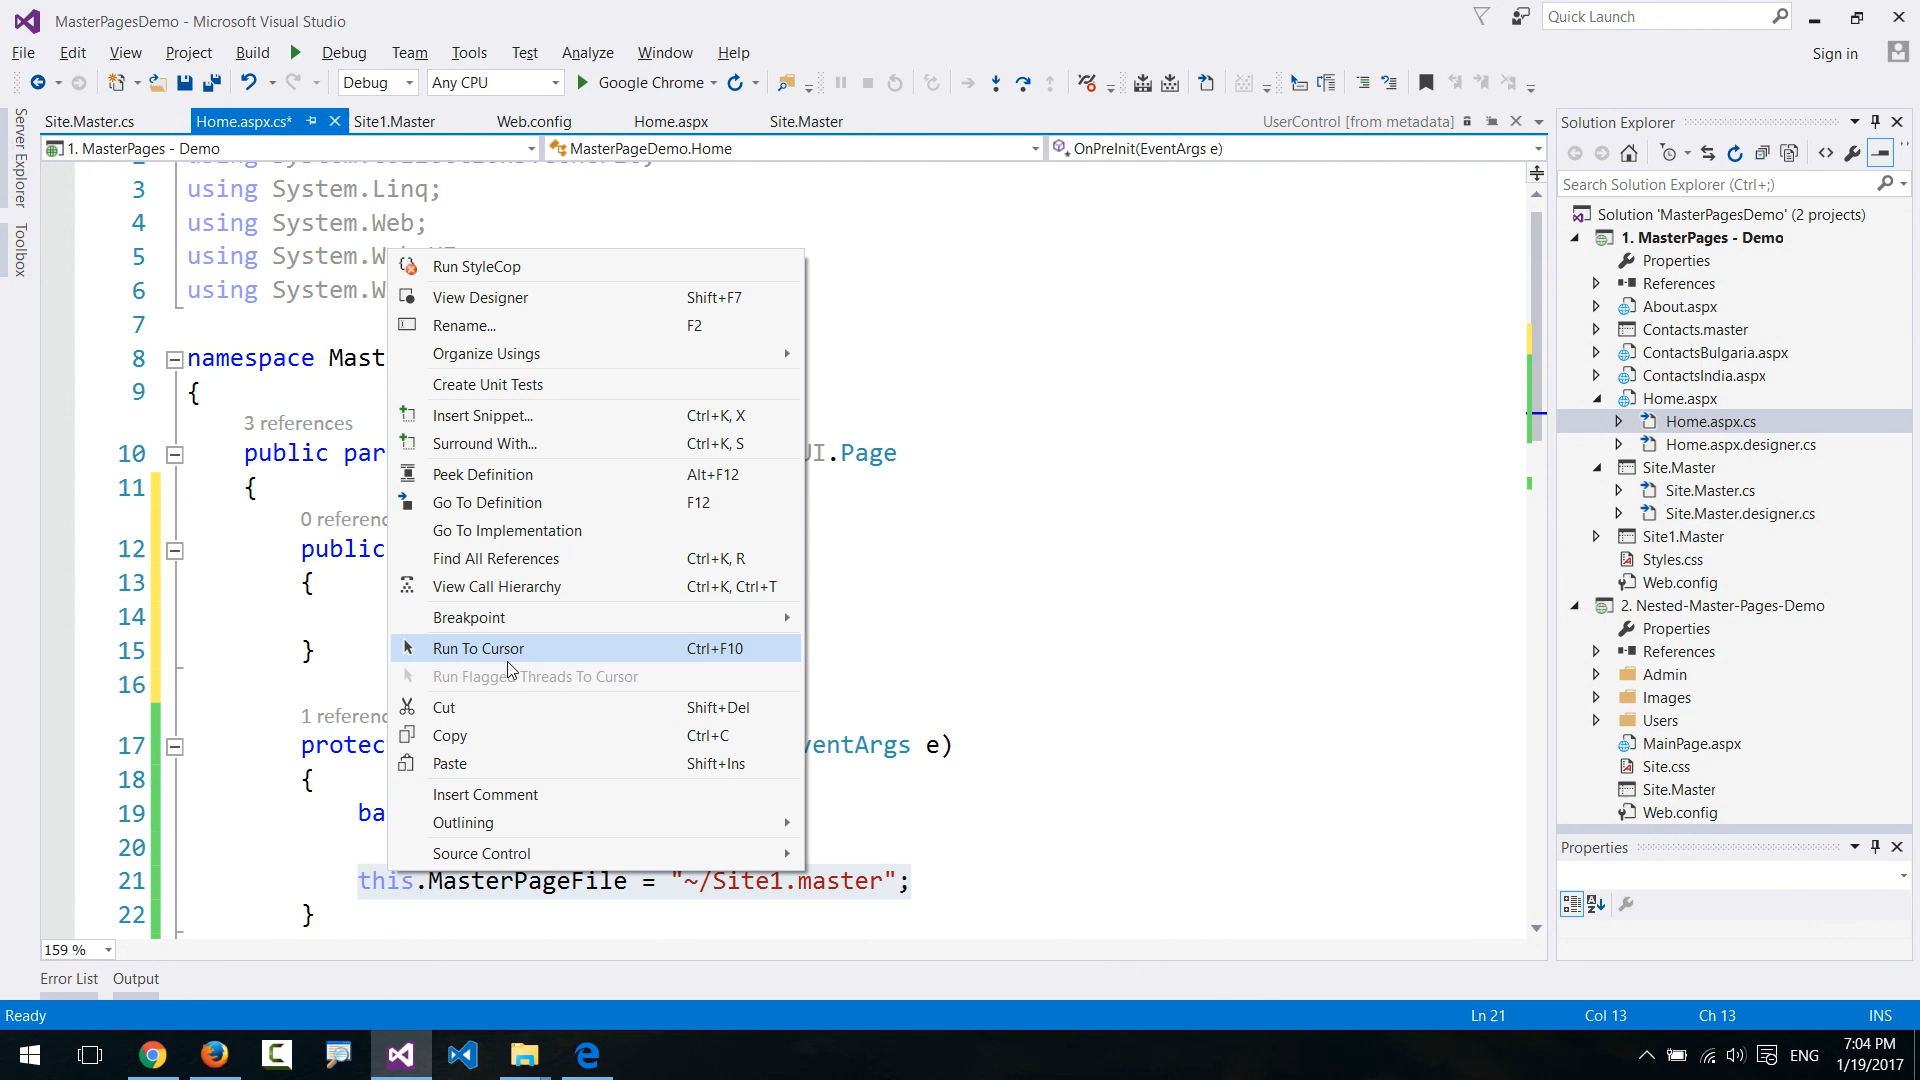 MasterPagesDemo - Microsoft Visual Studio
Quick Launch
File Edit View Project Build Debug Team Tools Test Analyze Window Help
Sign in
Debug Any CPU Google Chrome
Server Explorer
Toolbox
Site.Master.cs Home.aspx.cs* Site1.Master Web.config Home.aspx Site.Master UserControl [from metadata]
1. MasterPages - Demo MasterPageDemo.Home OnPreInit(EventArgs e)
3 using System.Linq;
4 using System.Web;
5 using System.W
6 using System.W
7
8 namespace Mast
9 {
3 references
10 public par UI.Page
11 {
0 referenc
12 public
13 {
14
15 }
16
1 referenc
17 protec ventArgs e)
18 {
19 ba
20
21 this.MasterPageFile = "~/Site1.master";
22 }
Run StyleCop
View Designer Shift+F7
Rename... F2
Organize Usings
Create Unit Tests
Insert Snippet... Ctrl+K, X
Surround With... Ctrl+K, S
Peek Definition Alt+F12
Go To Definition F12
Go To Implementation
Find All References Ctrl+K, R
View Call Hierarchy Ctrl+K, Ctrl+T
Breakpoint
Run To Cursor Ctrl+F10
Run Flagged Threads To Cursor
Cut Shift+Del
Copy Ctrl+C
Paste Shift+Ins
Insert Comment
Outlining
Source Control
159 %
Error List Output
Solution Explorer
Search Solution Explorer (Ctrl+;)
Solution 'MasterPagesDemo' (2 projects)
1. MasterPages - Demo
Properties
References
About.aspx
Contacts.master
ContactsBulgaria.aspx
ContactsIndia.aspx
Home.aspx
Home.aspx.cs
Home.aspx.designer.cs
Site.Master
Site.Master.cs
Site.Master.designer.cs
Site1.Master
Styles.css
Web.config
2. Nested-Master-Pages-Demo
Properties
References
Admin
Images
Users
MainPage.aspx
Site.css
Site.Master
Web.config
Properties
Ready Ln 21 Col 13 Ch 13 INS
ENG
7:04 PM
1/19/2017